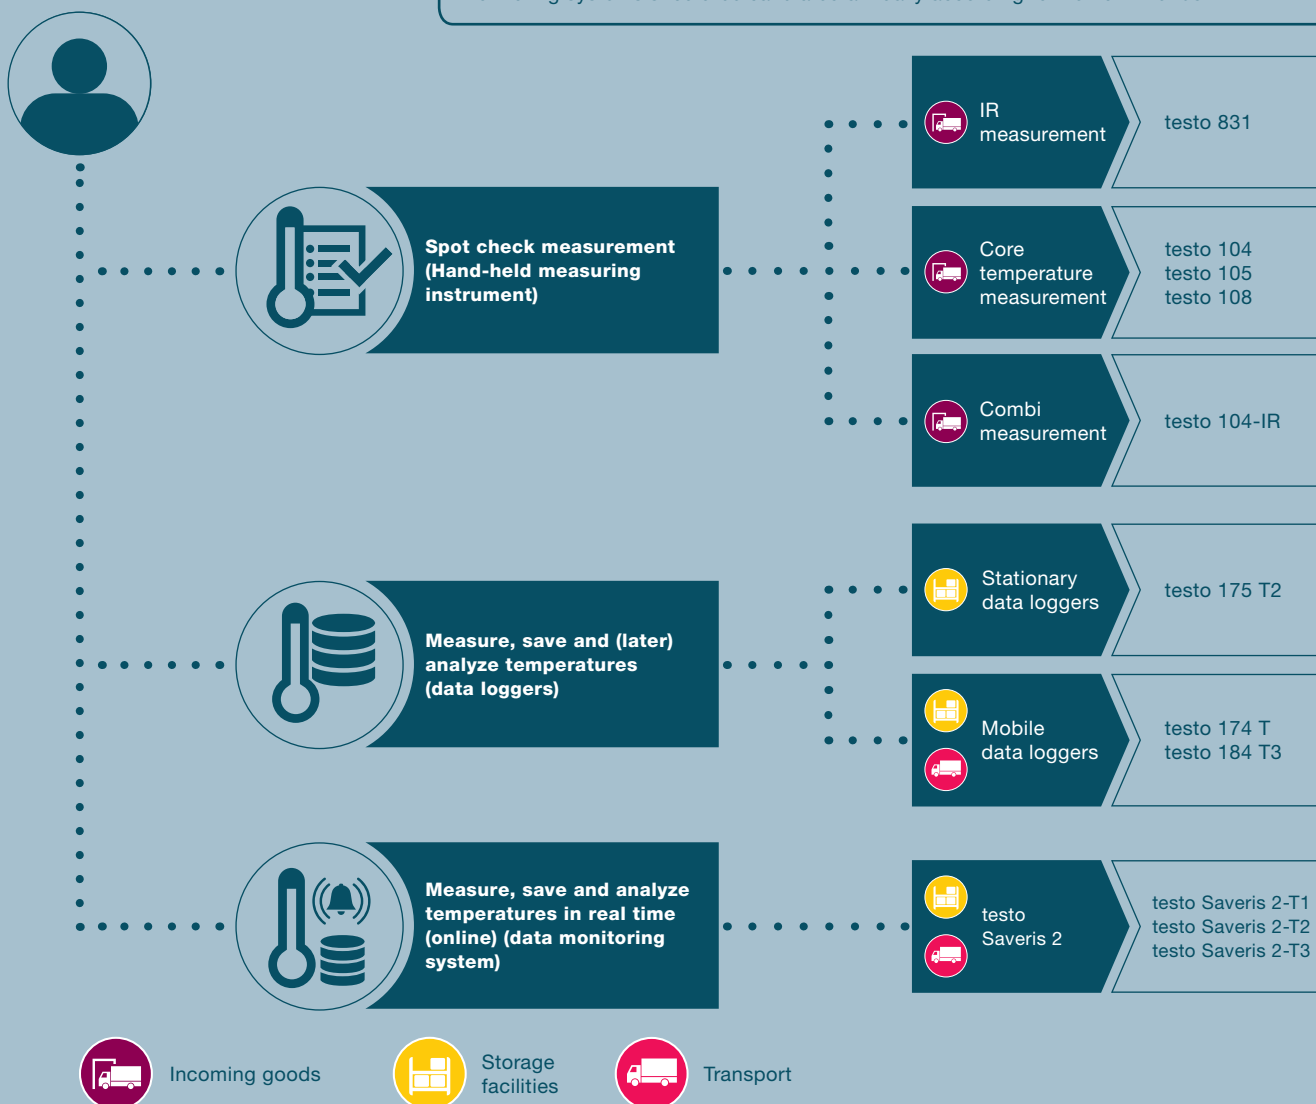 IR
measurement
testo 831
Spot check measurement
(Hand-held measuring
instrument)
Core
temperature
measurement
testo 104
testo 105
testo 108
Combi
measurement
testo 104-IR
Measure, save and (later)
analyze temperatures
(data loggers)
Stationary
data loggers
testo 175 T2
Mobile
data loggers
testo 174 T
testo 184 T3
Measure, save and analyze
temperatures in real time
(online) (data monitoring
system)
testo
Saveris 2
testo Saveris 2-T1
testo Saveris 2-T2
testo Saveris 2-T3
Incoming goods
Storage
facilities
Transport